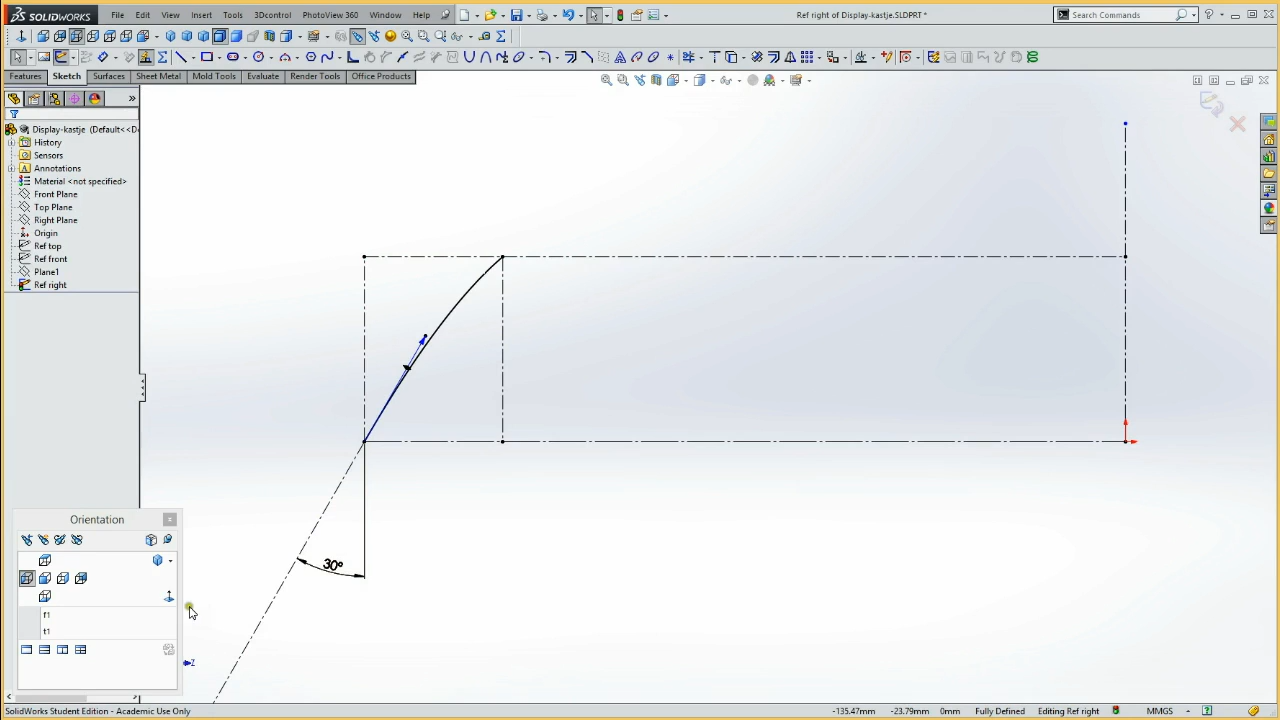 SOLIDWORKS File Edit View Insert Tools 3Dcontrol PhotoView 360 Window Help Ref right of Display-kastje.SLDPRT * Search Commands
Features Sketch Surfaces Sheet Metal Mold Tools Evaluate Render Tools Office Products
Display-kastje (Default<<D
History
Sensors
Annotations
Material <not specified>
Front Plane
Top Plane
Right Plane
Origin
Ref top
Ref front
Plane1
Ref right
Orientation
f1
t1
30°
Z
SolidWorks Student Edition - Academic Use Only -135.47mm -23.79mm 0mm Fully Defined Editing Ref right MMGS